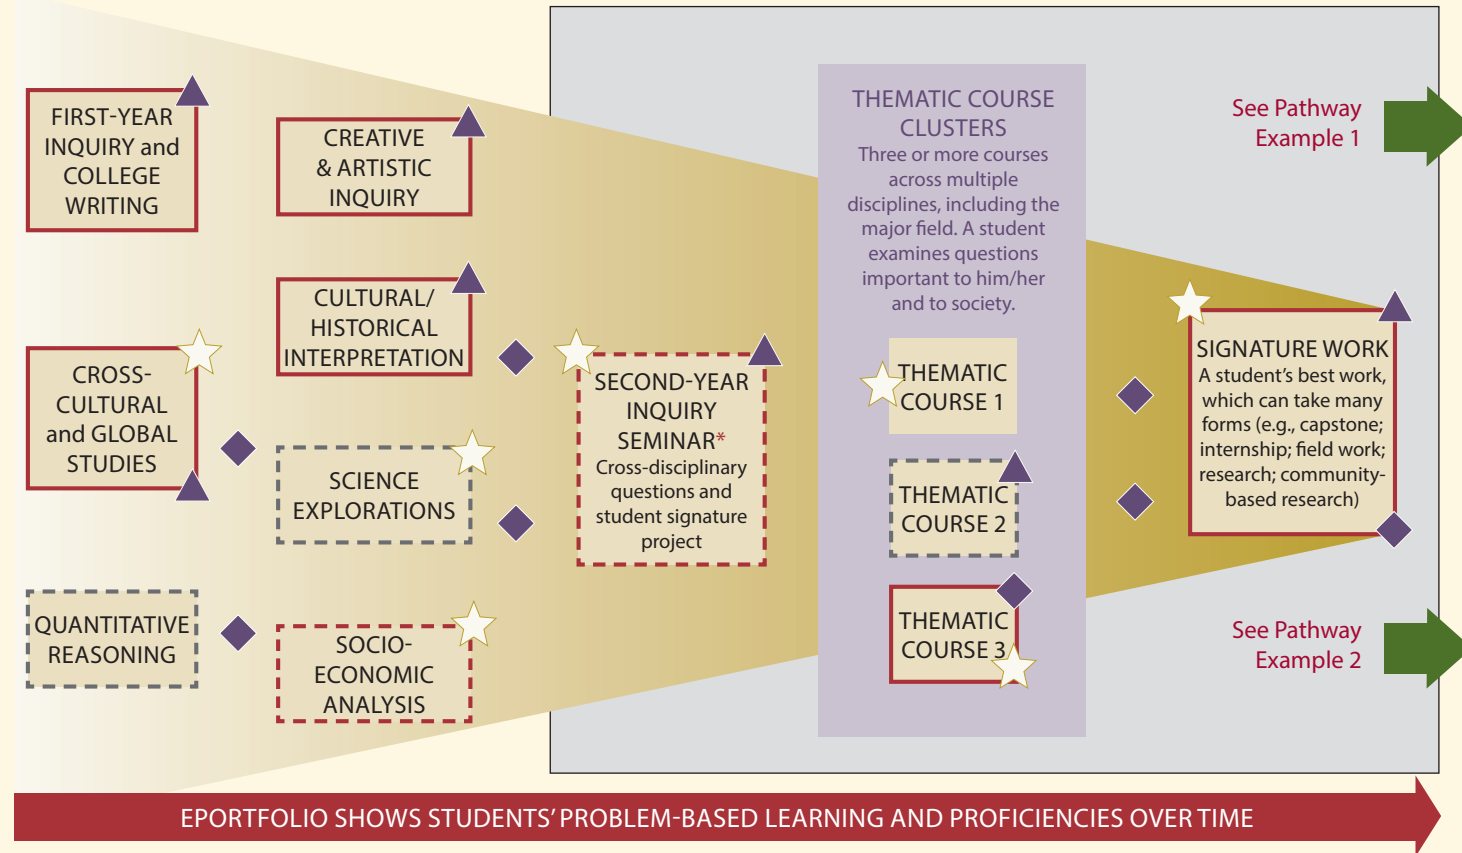 FIRST-YEAR
INQUIRY and
COLLEGE
WRITING
CROSS-
CULTURAL
and GLOBAL
STUDIES
QUANTITATIVE
REASONING
CREATIVE
& ARTISTIC
INQUIRY
CULTURAL/
HISTORICAL
INTERPRETATION
SCIENCE
EXPLORATIONS
SOCIO-
ECONOMIC
ANALYSIS
SECOND-YEAR
INQUIRY
SEMINAR*
Cross-disciplinary
questions and
student signature
project
THEMATIC COURSE
CLUSTERS
Three or more courses
across multiple
disciplines, including the
major field. A student
examines questions
important to him/her
and to society.
THEMATIC
COURSE 1
THEMATIC
COURSE 2
THEMATIC
COURSE 3
See Pathway
Example 1
SIGNATURE WORK
A student’s best work,
which can take many
forms (e.g., capstone;
internship; field work;
research; community-
based research)
See Pathway
Example 2
EPORTFOLIO SHOWS STUDENTS’ PROBLEM-BASED LEARNING AND PROFICIENCIES OVER TIME